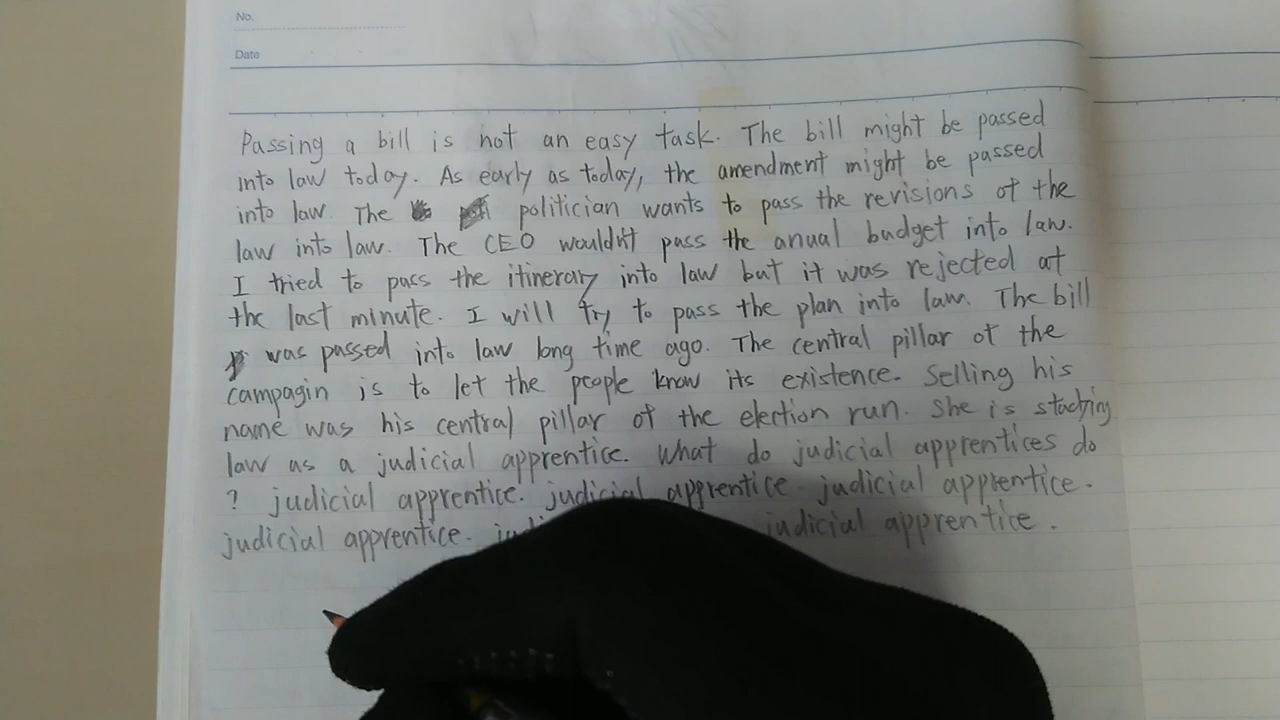 No.
Date
Passing a bill is not an easy task. The bill might be passed
into law today. As early as today, the amendment might be passed
into law. The politician wants to pass the revisions of the
law into law. The CEO wouldn't pass the anual budget into law.
I tried to pass the itinerary into law but it was rejected at
the last minute. I will try to pass the plan into law. The bill
was passed into law long time ago. The central pillar of the
campagin is to let the people know its existence. Selling his
name was his central pillar of the election run. She is
law as a judicial apprentice. What do judicial apprentices do
? judicial apprentice. judicial apprentice. judicial apprentice.
judicial apprentice. judicial apprentice.